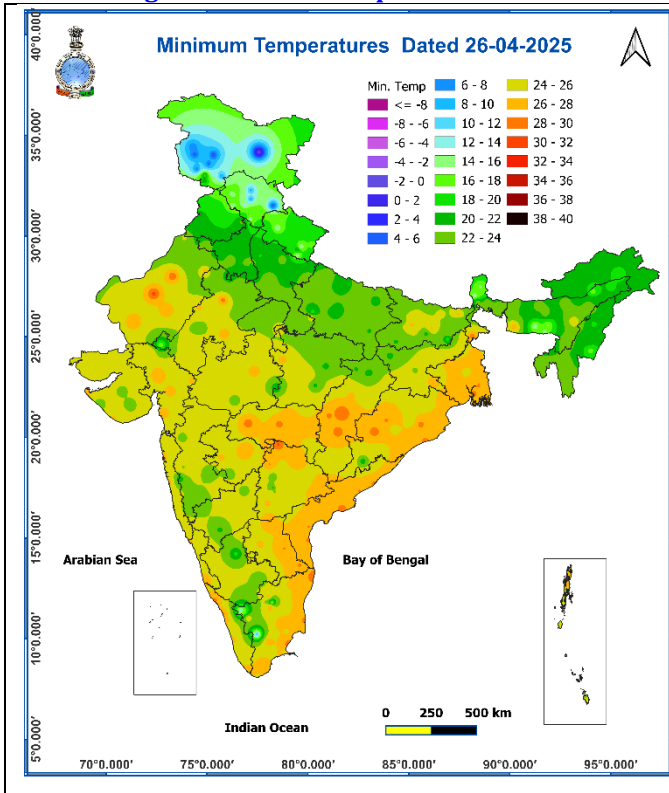 Minimum Temperatures Dated 26-04-2025
Min. Temp
<= -8
-8 - -6
-6 - -4
-4 - -2
-2 - 0
0 - 2
2 - 4
4 - 6
6 - 8
8 - 10
10 - 12
12 - 14
14 - 16
16 - 18
18 - 20
20 - 22
22 - 24
24 - 26
26 - 28
28 - 30
30 - 32
32 - 34
34 - 36
36 - 38
38 - 40
40°0.000'
35°0.000'
30°0.000'
25°0.000'
20°0.000'
15°0.000'
10°0.000'
5°0.000'
Arabian Sea
Bay of Bengal
Indian Ocean
0 250 500 km
70°0.000' 75°0.000' 80°0.000' 85°0.000' 90°0.000' 95°0.000'